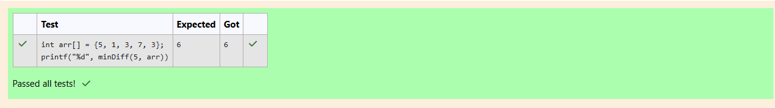 Test Expected Got
int arr[] = {5, 1, 3, 7, 3}; 6 6
printf("%d", minDiff(5, arr))
Passed all tests!